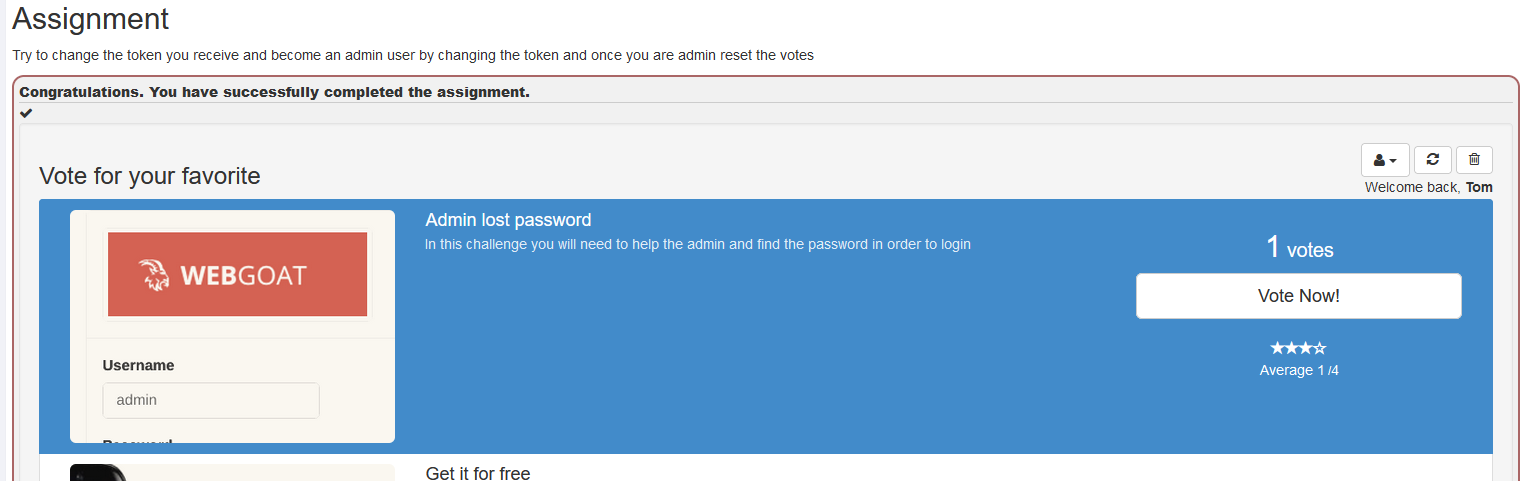 Assignment
Try to change the token you receive and become an admin user by changing the token and once you are admin reset the votes
Congratulations. You have successfully completed the assignment.
Vote for your favorite
Welcome back, Tom
Admin lost password
In this challenge you will need to help the admin and find the password in order to login
WEBGOAT
Username
admin
Password
1 votes
Vote Now!
Average 1 /4
Get it for free